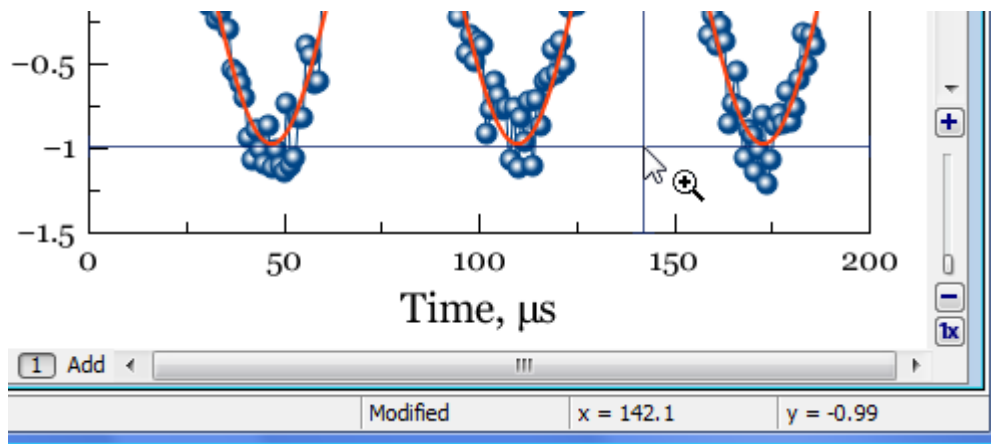 −0.5
−1
−1.5
0 50 100 150 200
Time, μs
1x
1 Add
Modified x = 142.1 y = -0.99